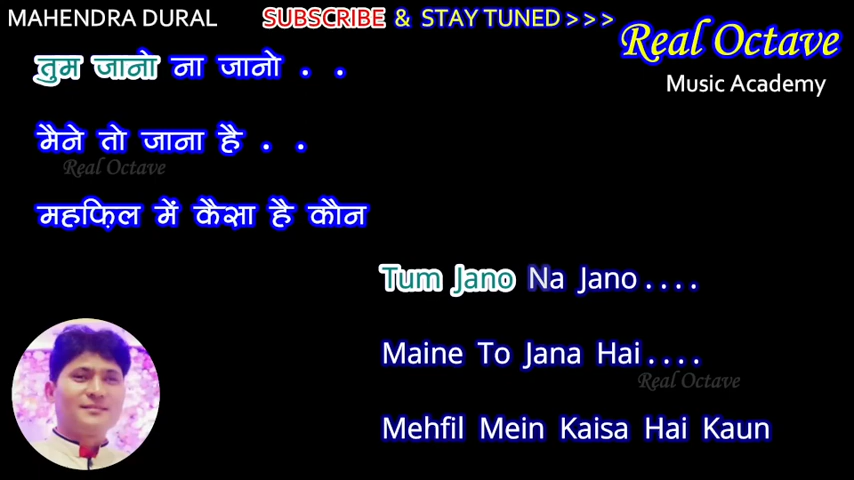 MAHENDRA DURAL
SUBSCRIBE & STAY TUNED >>>
Real Octave
Music Academy
तुम जानो ना जानो . .
मैने तो जाना है . .
Real Octave
महफ़िल में कैसा है कौन
Tum Jano Na Jano....
Maine To Jana Hai....
Real Octave
Mehfil Mein Kaisa Hai Kaun